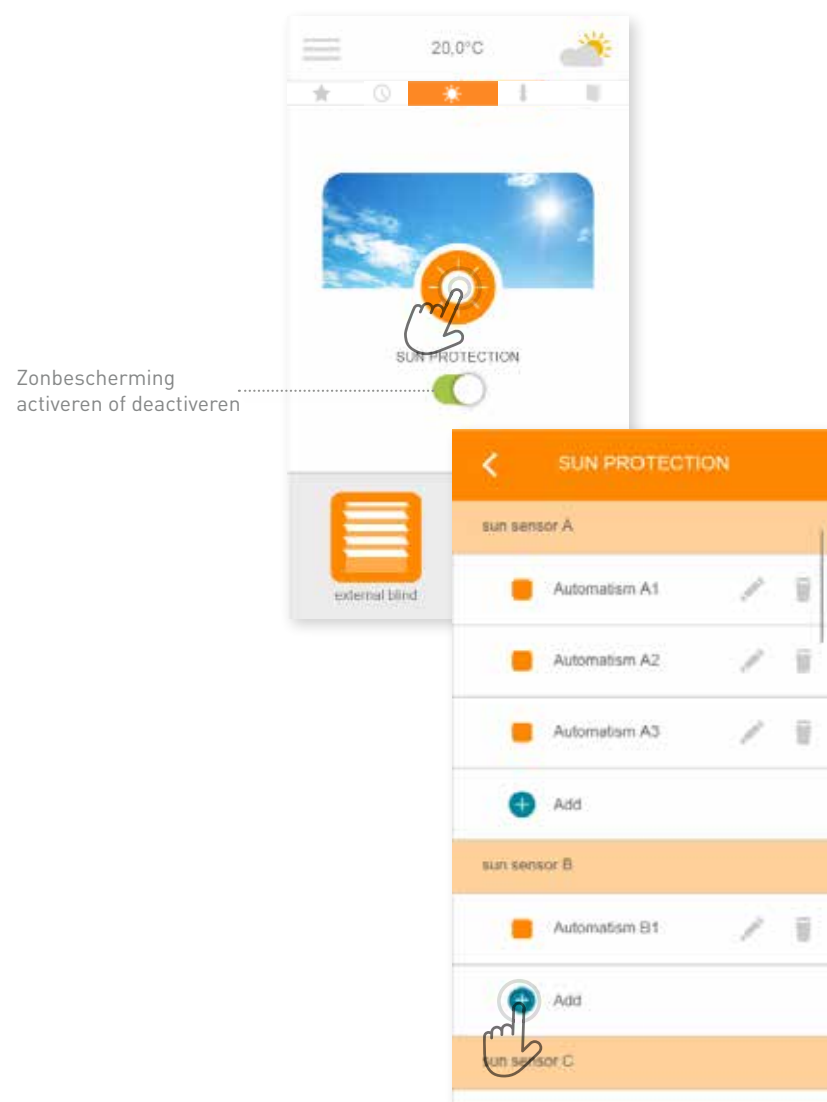 20,0°C
SUN PROTECTION
Zonbescherming
activeren of deactiveren
external blind
SUN PROTECTION
sun sensor A
Automatism A1
Automatism A2
Automatism A3
Add
sun sensor B
Automatism B1
Add
sun sensor C